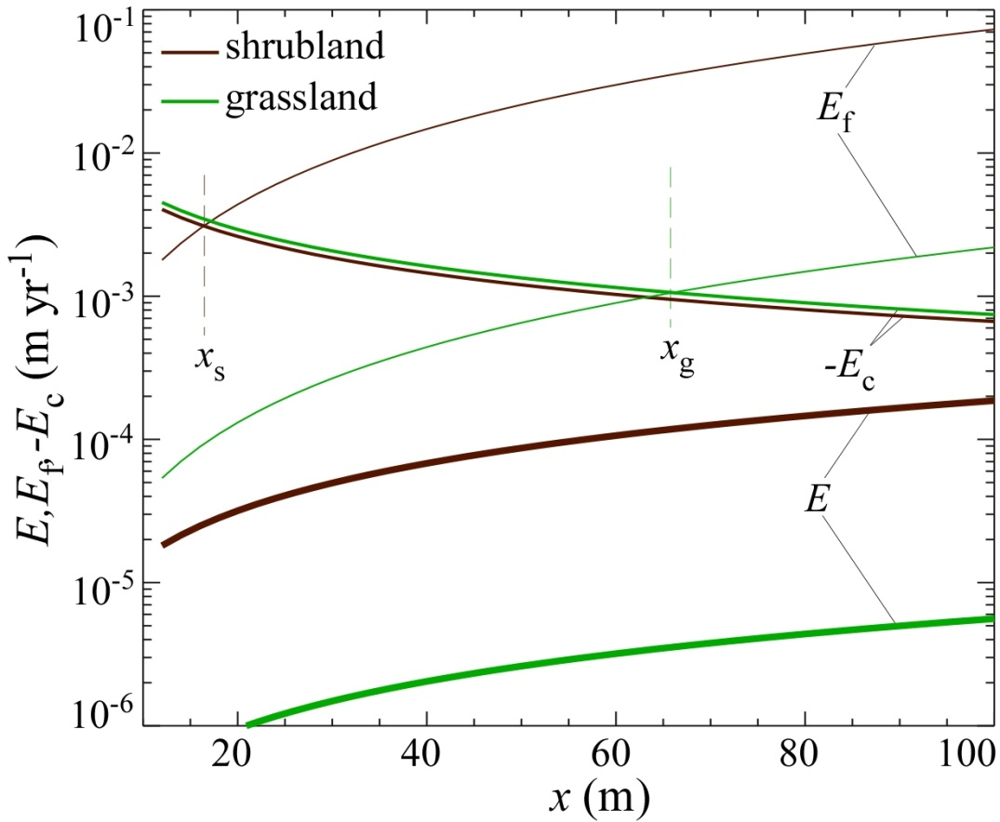 E,E_f,-E_c (m yr^-1)
10^-1
10^-2
10^-3
10^-4
10^-5
10^-6
shrubland
grassland
E_f
x_s
x_g
-E_c
E
20 40 60 80 100
x (m)